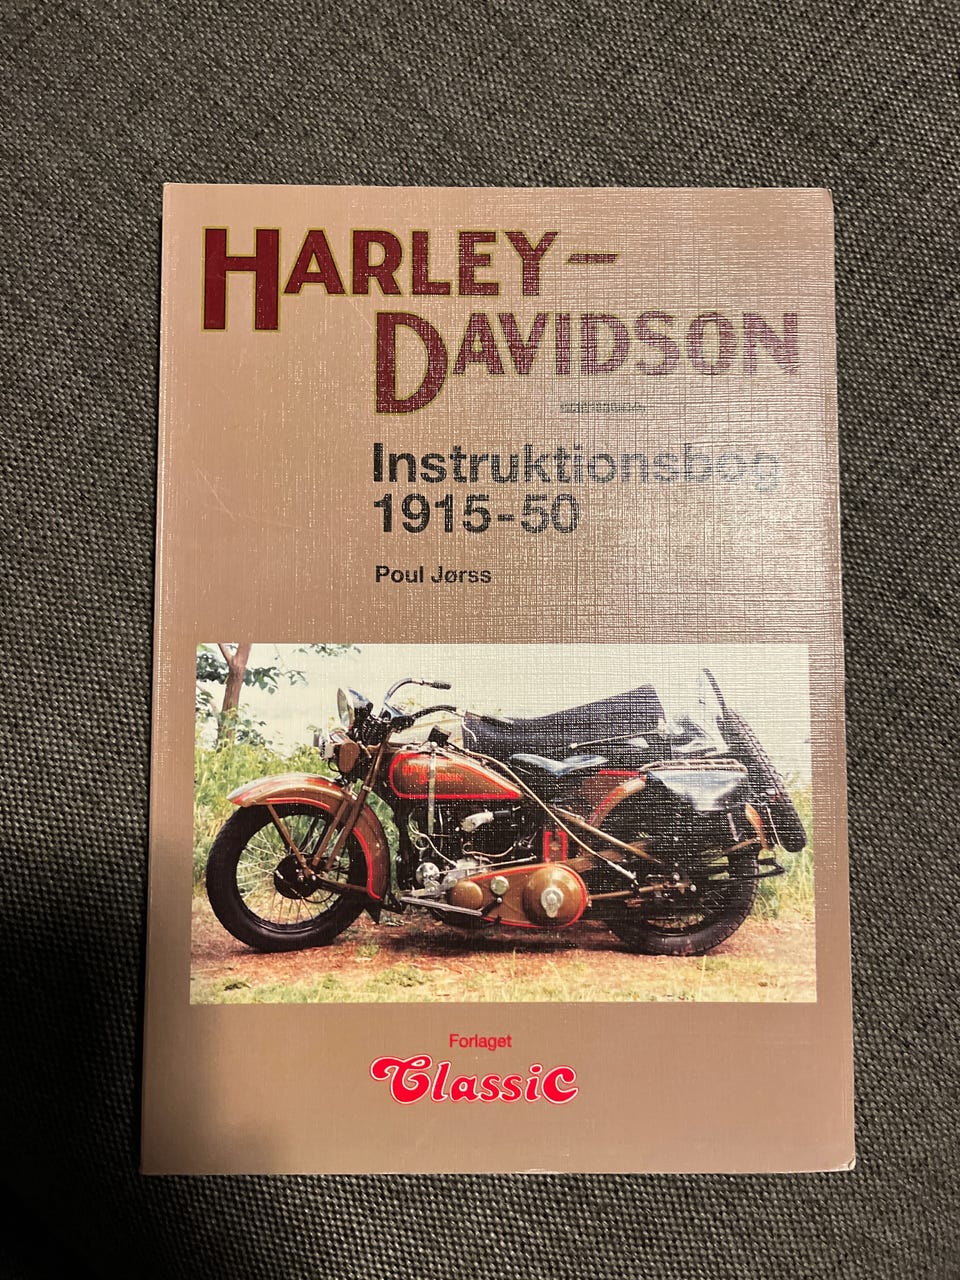 HARLEY-
DAVIDSON
Instruktionsbog
1915-50
Poul Jørss
Forlaget
Classic